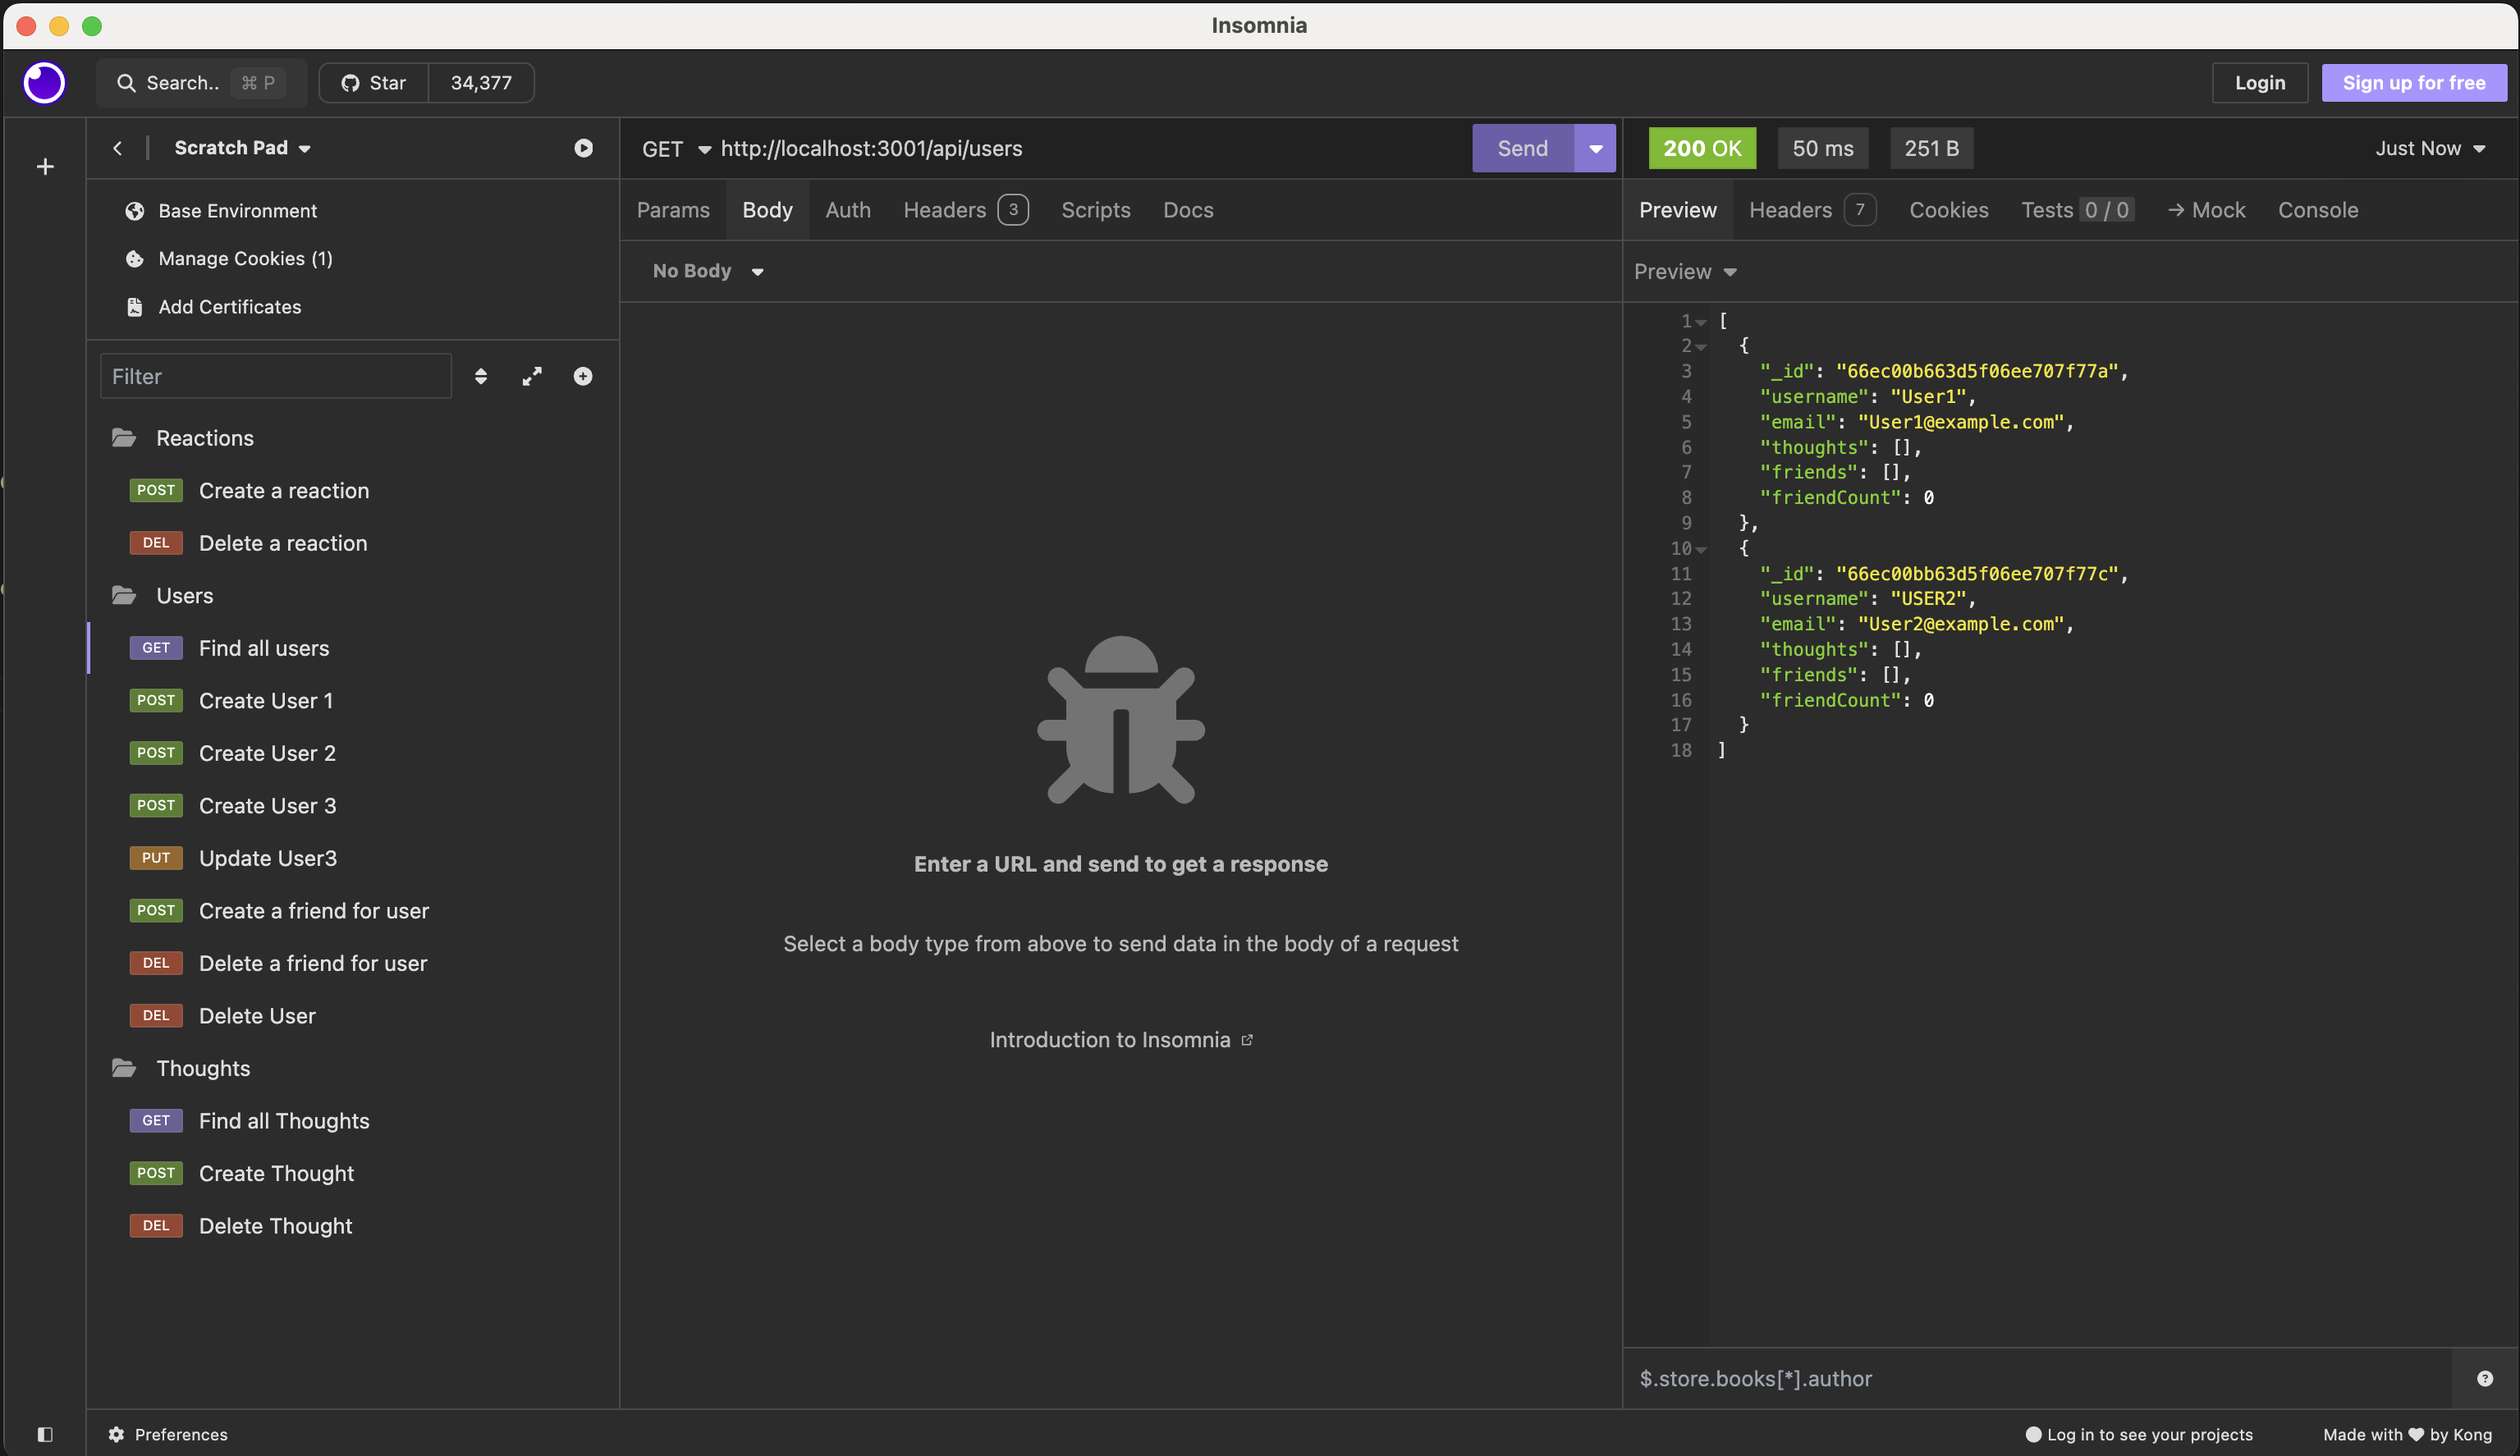 Insomnia
Search.. ⌘ P
Star 34,377
Login
Sign up for free
Scratch Pad
Base Environment
Manage Cookies (1)
Add Certificates
Filter
Reactions
POST Create a reaction
DEL Delete a reaction
Users
GET Find all users
POST Create User 1
POST Create User 2
POST Create User 3
PUT Update User3
POST Create a friend for user
DEL Delete a friend for user
DEL Delete User
Thoughts
GET Find all Thoughts
POST Create Thought
DEL Delete Thought
GET http://localhost:3001/api/users Send
Params Body Auth Headers 3 Scripts Docs
No Body
Enter a URL and send to get a response
Select a body type from above to send data in the body of a request
Introduction to Insomnia
200 OK 50 ms 251 B Just Now
Preview Headers 7 Cookies Tests 0 / 0 → Mock Console
Preview
1 [
2 {
3 "_id": "66ec00b663d5f06ee707f77a",
4 "username": "User1",
5 "email": "User1@example.com",
6 "thoughts": [],
7 "friends": [],
8 "friendCount": 0
9 },
10 {
11 "_id": "66ec00bb63d5f06ee707f77c",
12 "username": "USER2",
13 "email": "User2@example.com",
14 "thoughts": [],
15 "friends": [],
16 "friendCount": 0
17 }
18 ]
$.store.books[*].author
Preferences
Log in to see your projects
Made with ♥ by Kong